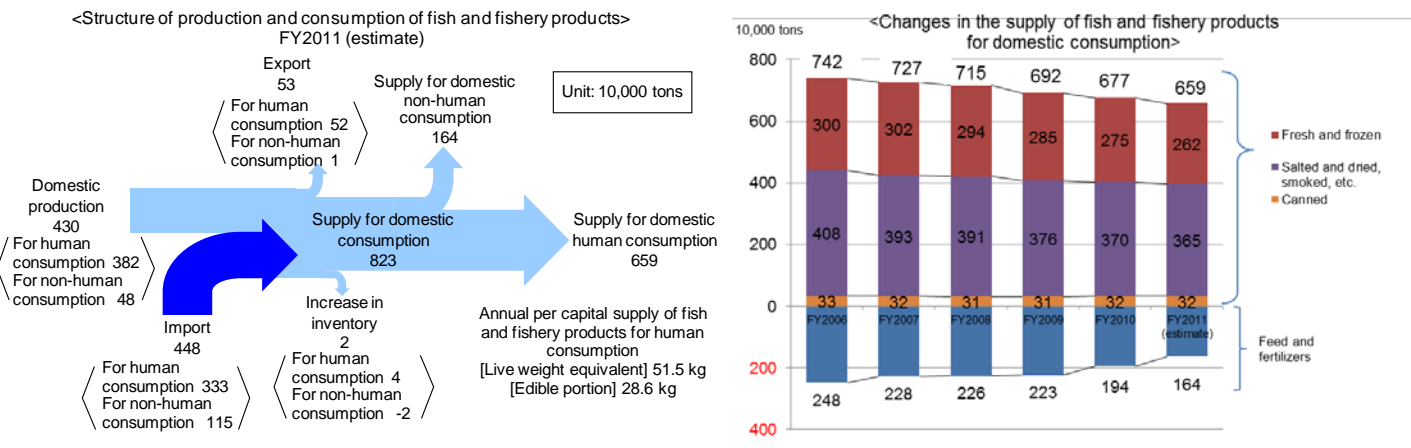 <Structure of production and consumption of fish and fishery products>
FY2011 (estimate)
Export
53
For human
consumption 52
For non-human
consumption 1
Supply for domestic
non-human
consumption
164
Unit: 10,000 tons
Domestic
production
430
For human
consumption 382
For non-human
consumption 48
Supply for domestic
consumption
823
Supply for domestic
human consumption
659
Import
448
For human
consumption 333
For non-human
consumption 115
Increase in
inventory
2
For human
consumption 4
For non-human
consumption -2
Annual per capital supply of fish
and fishery products for human
consumption
[Live weight equivalent] 51.5 kg
[Edible portion] 28.6 kg
<Changes in the supply of fish and fishery products
for domestic consumption>
10,000 tons
800
600
400
200
0
200
400
742 727 715 692 677 659
300 302 294 285 275 262
408 393 391 376 370 365
33 32 31 31 32 32
FY2006 FY2007 FY2008 FY2009 FY2010 FY2011
(estimate)
248 228 226 223 194 164
Fresh and frozen
Salted and dried,
smoked, etc.
Canned
Feed and
fertilizers